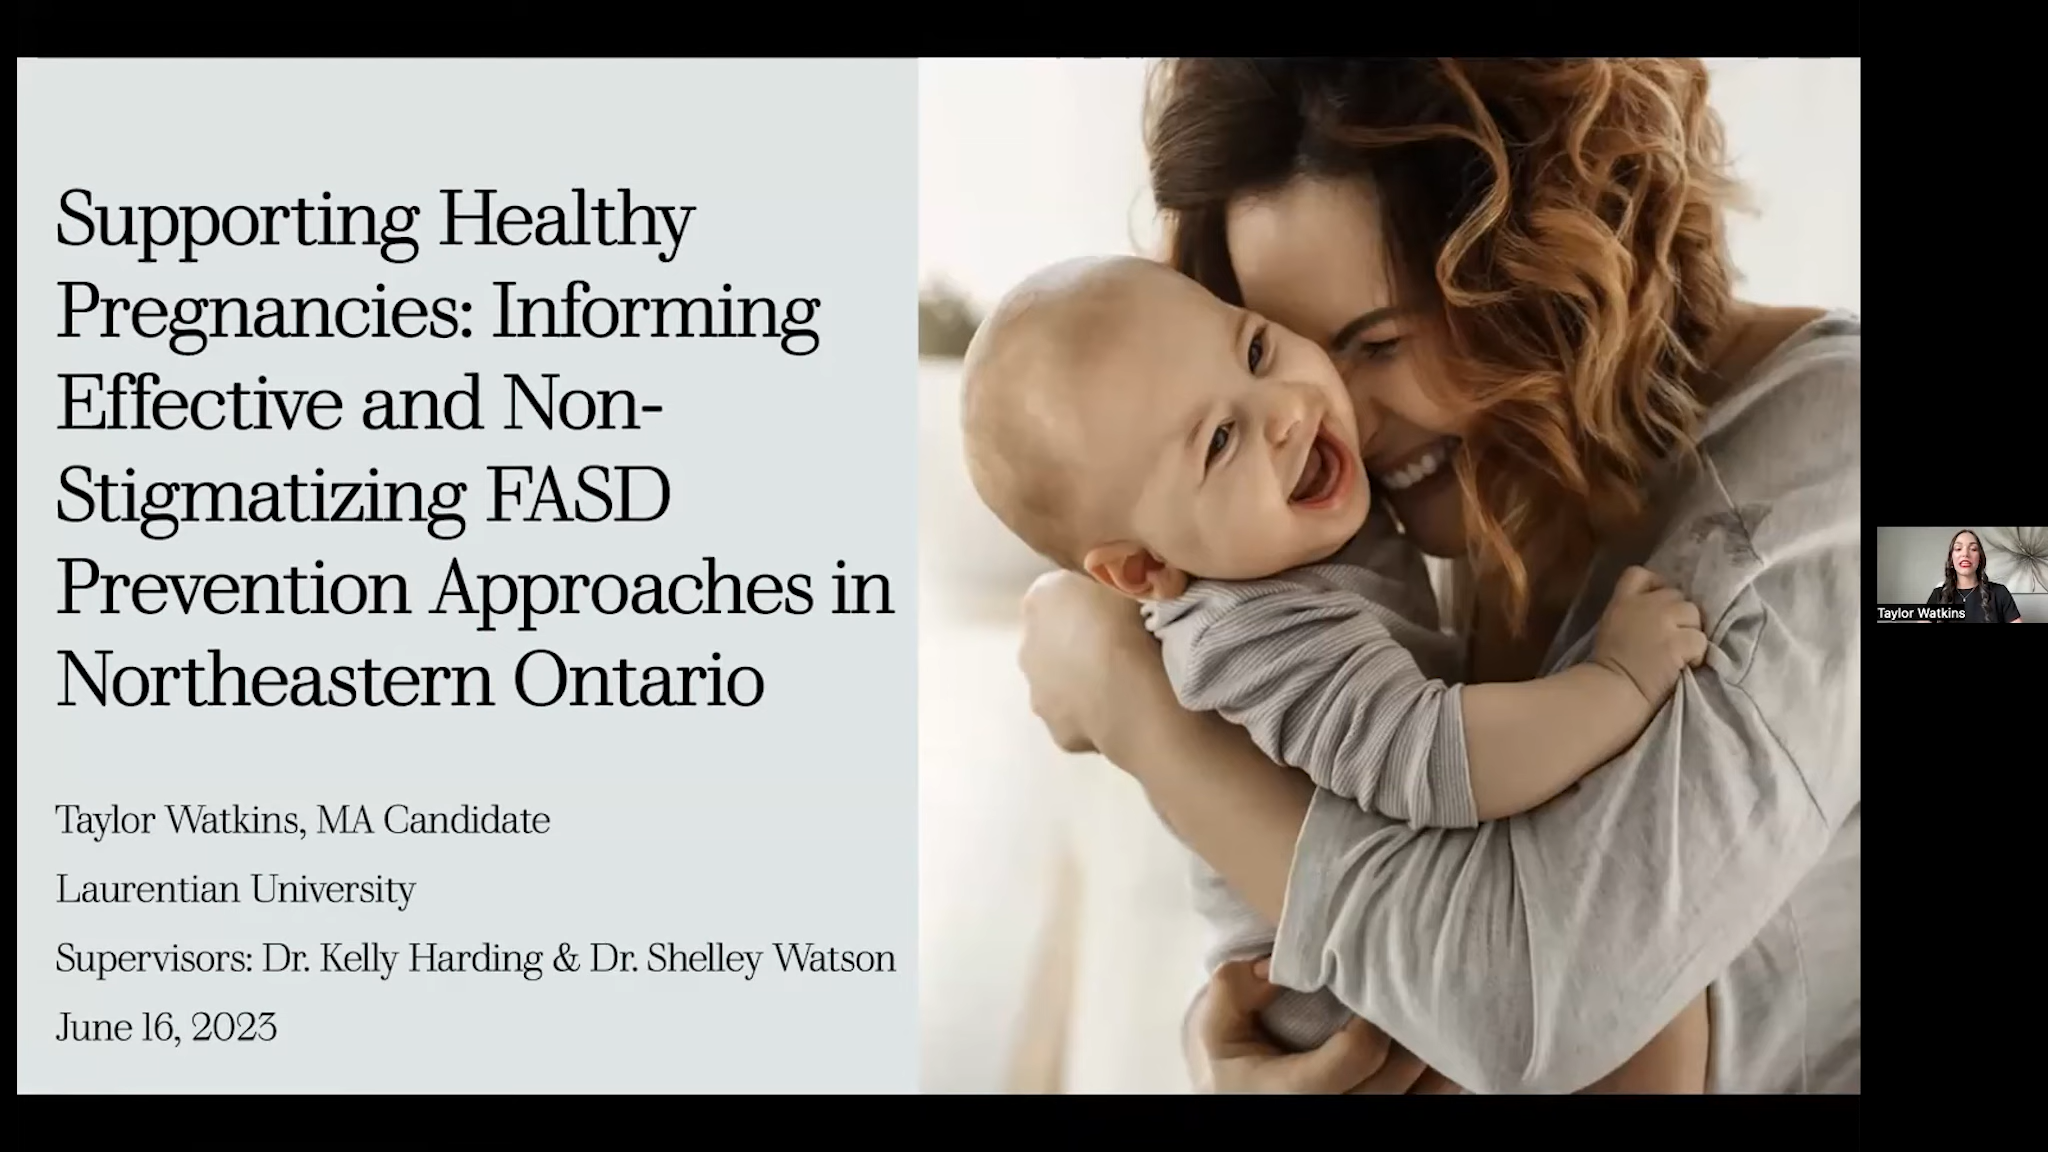 Supporting Healthy
Pregnancies: Informing
Effective and Non-
Stigmatizing FASD
Prevention Approaches in
Northeastern Ontario
Taylor Watkins, MA Candidate
Laurentian University
Supervisors: Dr. Kelly Harding & Dr. Shelley Watson
June 16, 2023
Taylor Watkins